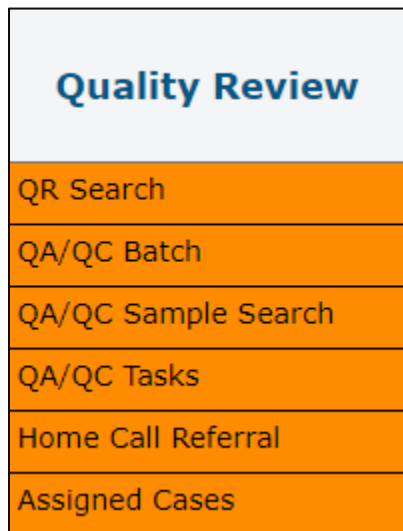 Quality Review
QR Search
QA/QC Batch
QA/QC Sample Search
QA/QC Tasks
Home Call Referral
Assigned Cases